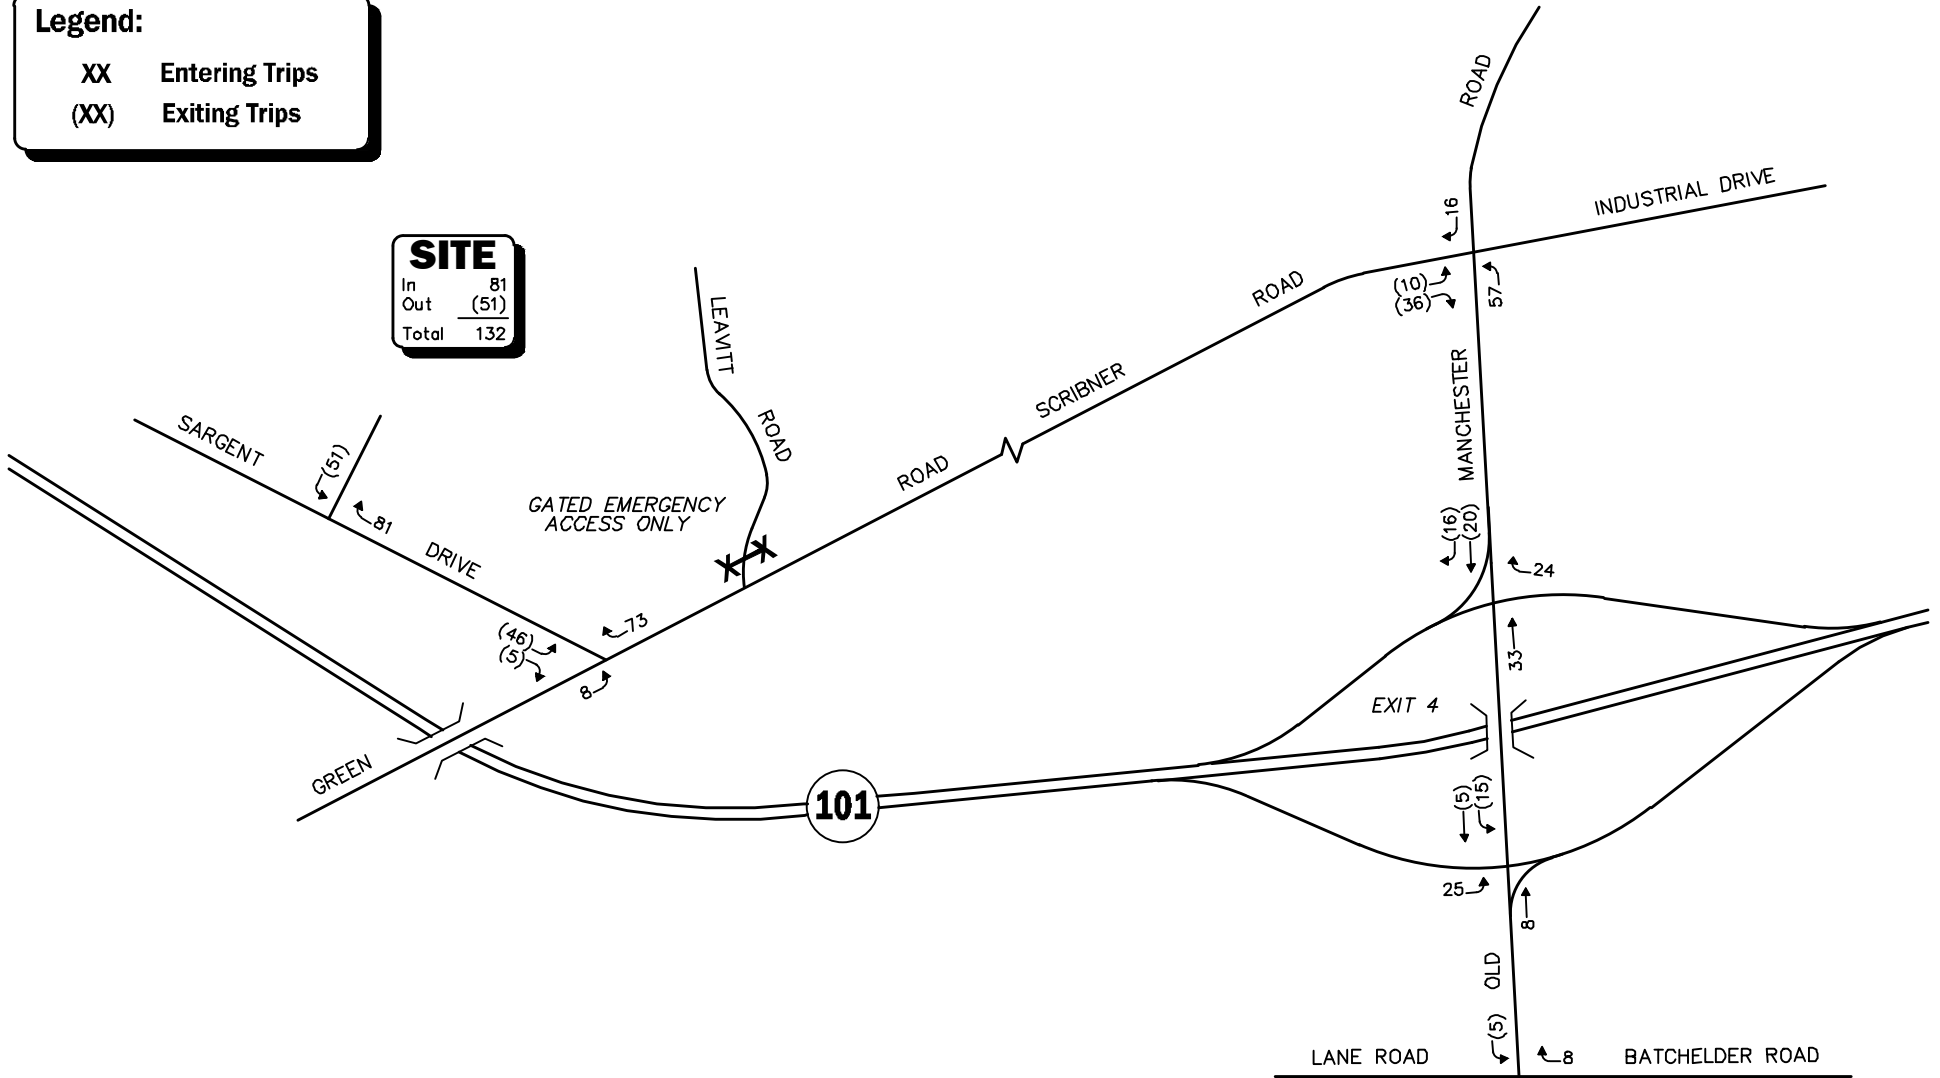 Legend:
XX Entering Trips
(XX) Exiting Trips
ROAD
INDUSTRIAL DRIVE
16
SITE
In 81
Out (51)
Total 132
(10)
(36)
57
LEAVITT
ROAD
ROAD
SCRIBNER
ROAD
MANCHESTER
SARGENT
(51)
81
DRIVE
GATED EMERGENCY
ACCESS ONLY
X X
(16)
(20)
24
(46)
(5)
73
8
33
EXIT 4
GREEN
101
(5)
(15)
25
8
OLD
(5)
LANE ROAD
8
BATCHELDER ROAD